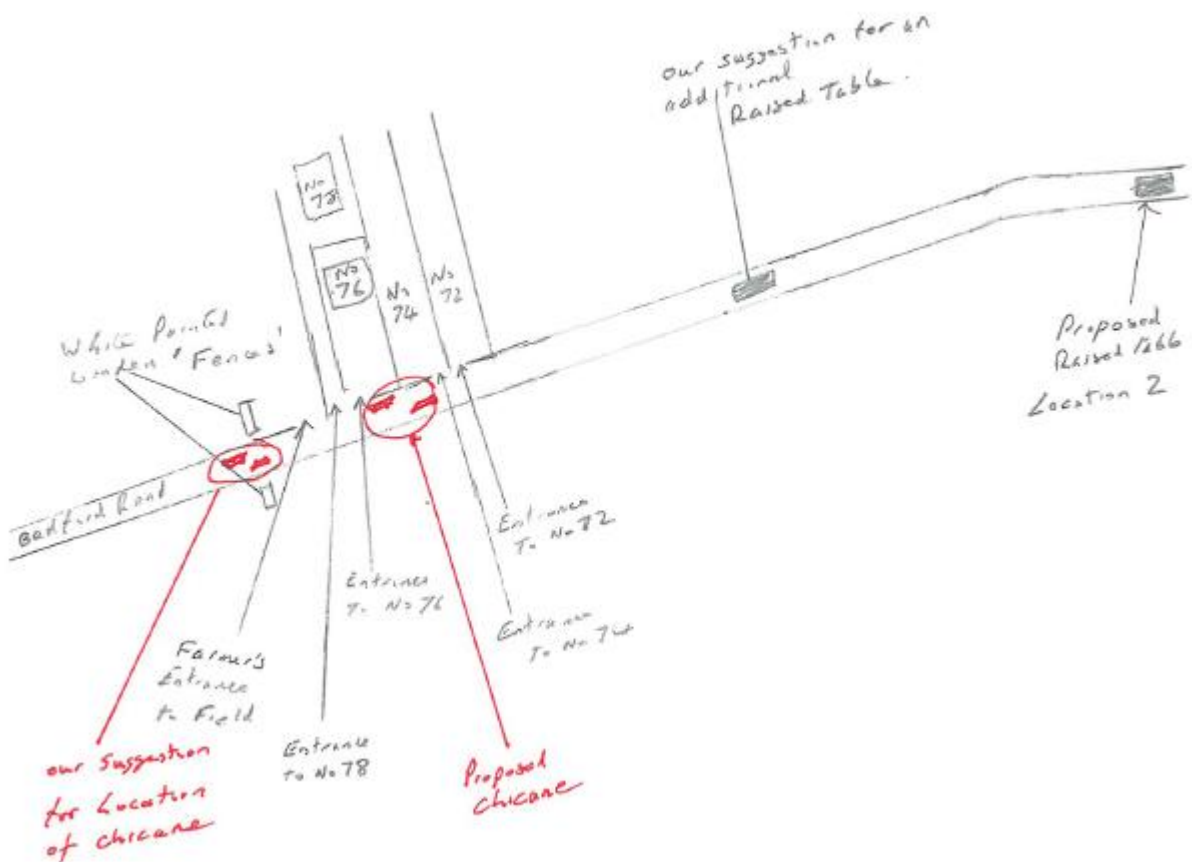 our suggestion for an
additional
Raised Table.
No
78
No
76
No
74
No
72
White Painted
Wooden 'Fences'
Bedford Road
Proposed
Raised Table
Location 2
Entrance
To No 72
Entrance
To No 74
Entrance
To No 76
Farmer's
Entrance
to Field
Entrance
To No 78
our suggestion
for Location
of chicane
Proposed
chicane